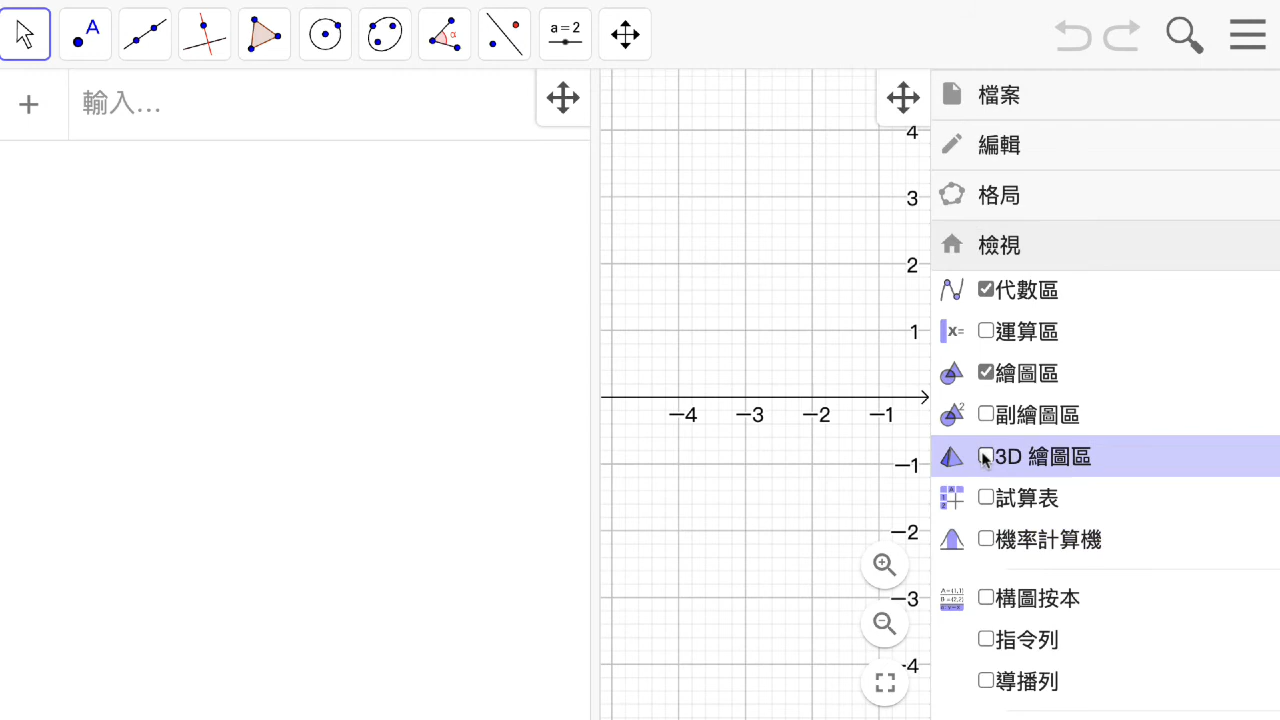 A
α
a = 2
輸入…
4
3
2
1
−4
−3
−2
−1
−1
−2
−3
-4
檔案
編輯
格局
檢視
代數區
x=
運算區
繪圖區
2
副繪圖區
3D 繪圖區
試算表
機率計算機
構圖按本
指令列
導播列